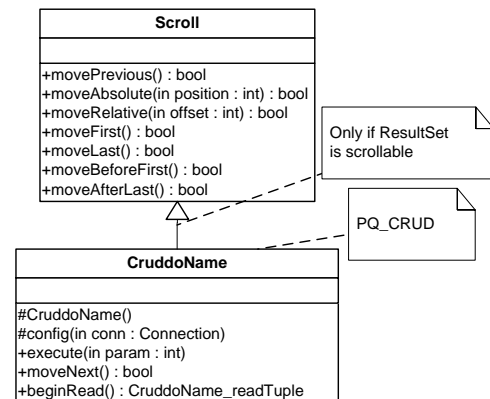 Scroll
+movePrevious() : bool
+moveAbsolute(in position : int) : bool
+moveRelative(in offset : int) : bool
+moveFirst() : bool
+moveLast() : bool
+moveBeforeFirst() : bool
+moveAfterLast() : bool
Only if ResultSet
is scrollable
PQ_CRUD
CruddoName
#CruddoName()
#config(in conn : Connection)
+execute(in param : int)
+moveNext() : bool
+beginRead() : CruddoName_readTuple